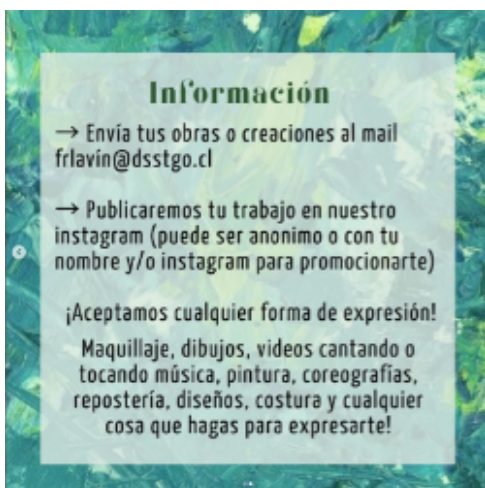 Información
→ Envía tus obras o creaciones al mail
frlavín@dsstgo.cl
→ Publicaremos tu trabajo en nuestro
instagram (puede ser anonimo o con tu
nombre y/o instagram para promocionarte)
¡Aceptamos cualquier forma de expresión!
Maquillaje, dibujos, videos cantando o
tocando música, pintura, coreografías,
repostería, diseños, costura y cualquier
cosa que hagas para expresarte!